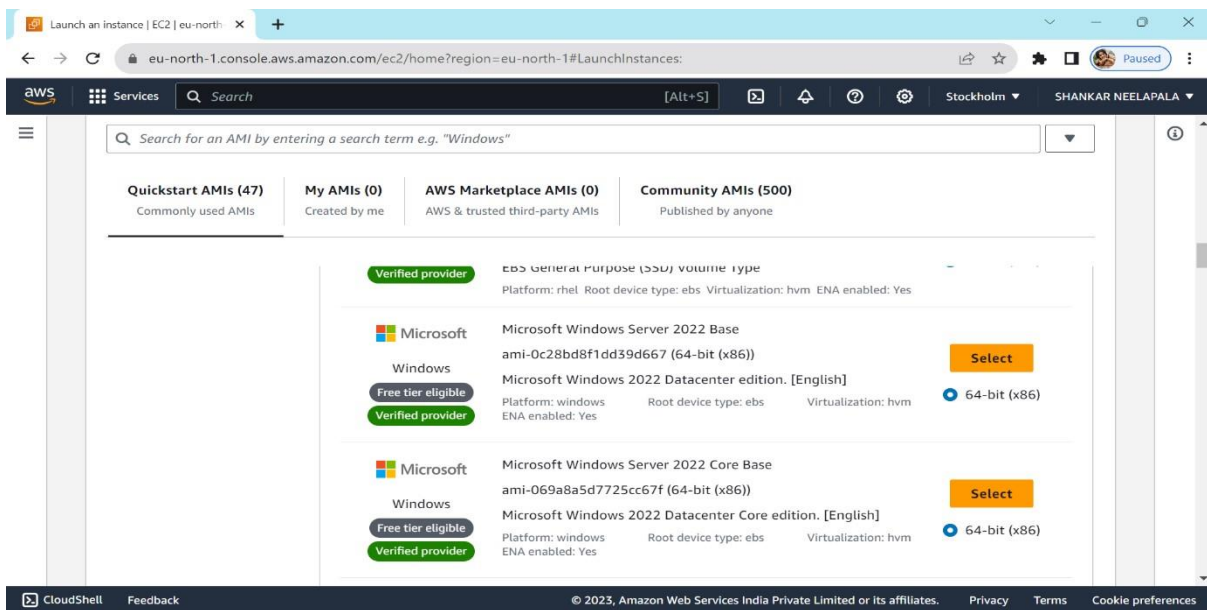 Launch an instance | EC2 | eu-north-
eu-north-1.console.aws.amazon.com/ec2/home?region=eu-north-1#LaunchInstances:
Paused
aws Services Search [Alt+S] Stockholm SHANKAR NEELAPALA
Search for an AMI by entering a search term e.g. "Windows"
Quickstart AMIs (47) My AMIs (0) AWS Marketplace AMIs (0) Community AMIs (500)
Commonly used AMIs Created by me AWS & trusted third-party AMIs Published by anyone
Verified provider
EBS General Purpose (SSD) Volume Type
Platform: rhel Root device type: ebs Virtualization: hvm ENA enabled: Yes
Microsoft
Windows
Free tier eligible
Verified provider
Microsoft Windows Server 2022 Base
ami-0c28bd8f1dd39d667 (64-bit (x86))
Microsoft Windows 2022 Datacenter edition. [English]
Platform: windows Root device type: ebs Virtualization: hvm
ENA enabled: Yes
Select
64-bit (x86)
Microsoft
Windows
Free tier eligible
Verified provider
Microsoft Windows Server 2022 Core Base
ami-069a8a5d7725cc67f (64-bit (x86))
Microsoft Windows 2022 Datacenter Core edition. [English]
Platform: windows Root device type: ebs Virtualization: hvm
ENA enabled: Yes
Select
64-bit (x86)
CloudShell Feedback © 2023, Amazon Web Services India Private Limited or its affiliates. Privacy Terms Cookie preferences